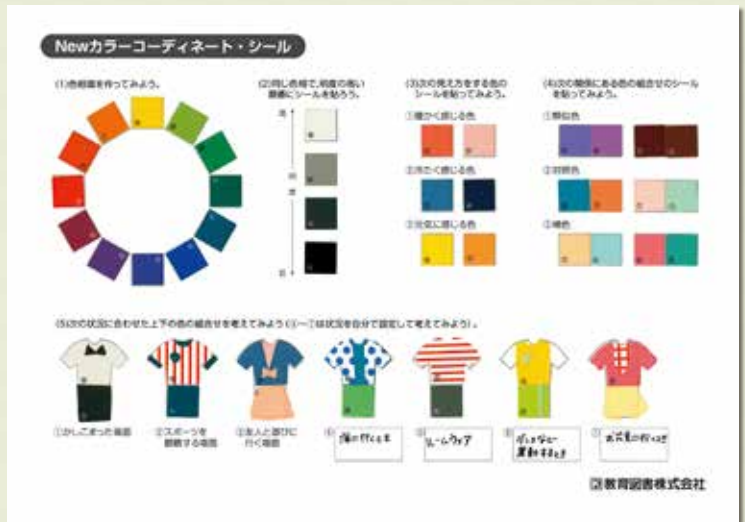 Newカラーコーディネート・シール
(1)色相環を作ってみよう。
(2)同じ色相で、明度の高い
順番にシールを貼ろう。
(3)次の見え方をする色の
シールを貼ってみよう。
(4)次の関係にある色の組合せのシール
を貼ってみよう。
高
明
度
低
①暖かく感じる色
②冷たく感じる色
③元気に感じる色
①類似色
②対照色
③補色
(5)次の状況に合わせた上下の色の組合せを考えてみよう(④〜⑦は状況を自分で設定して考えてみよう)。
①かしこまった場面
②スポーツを
観戦する場面
③友人と遊びに
行く場面
④
海に行くとき
⑤
ルームウェア
⑥
運動するとき
⑦
お花見に行くとき
教育図書株式会社